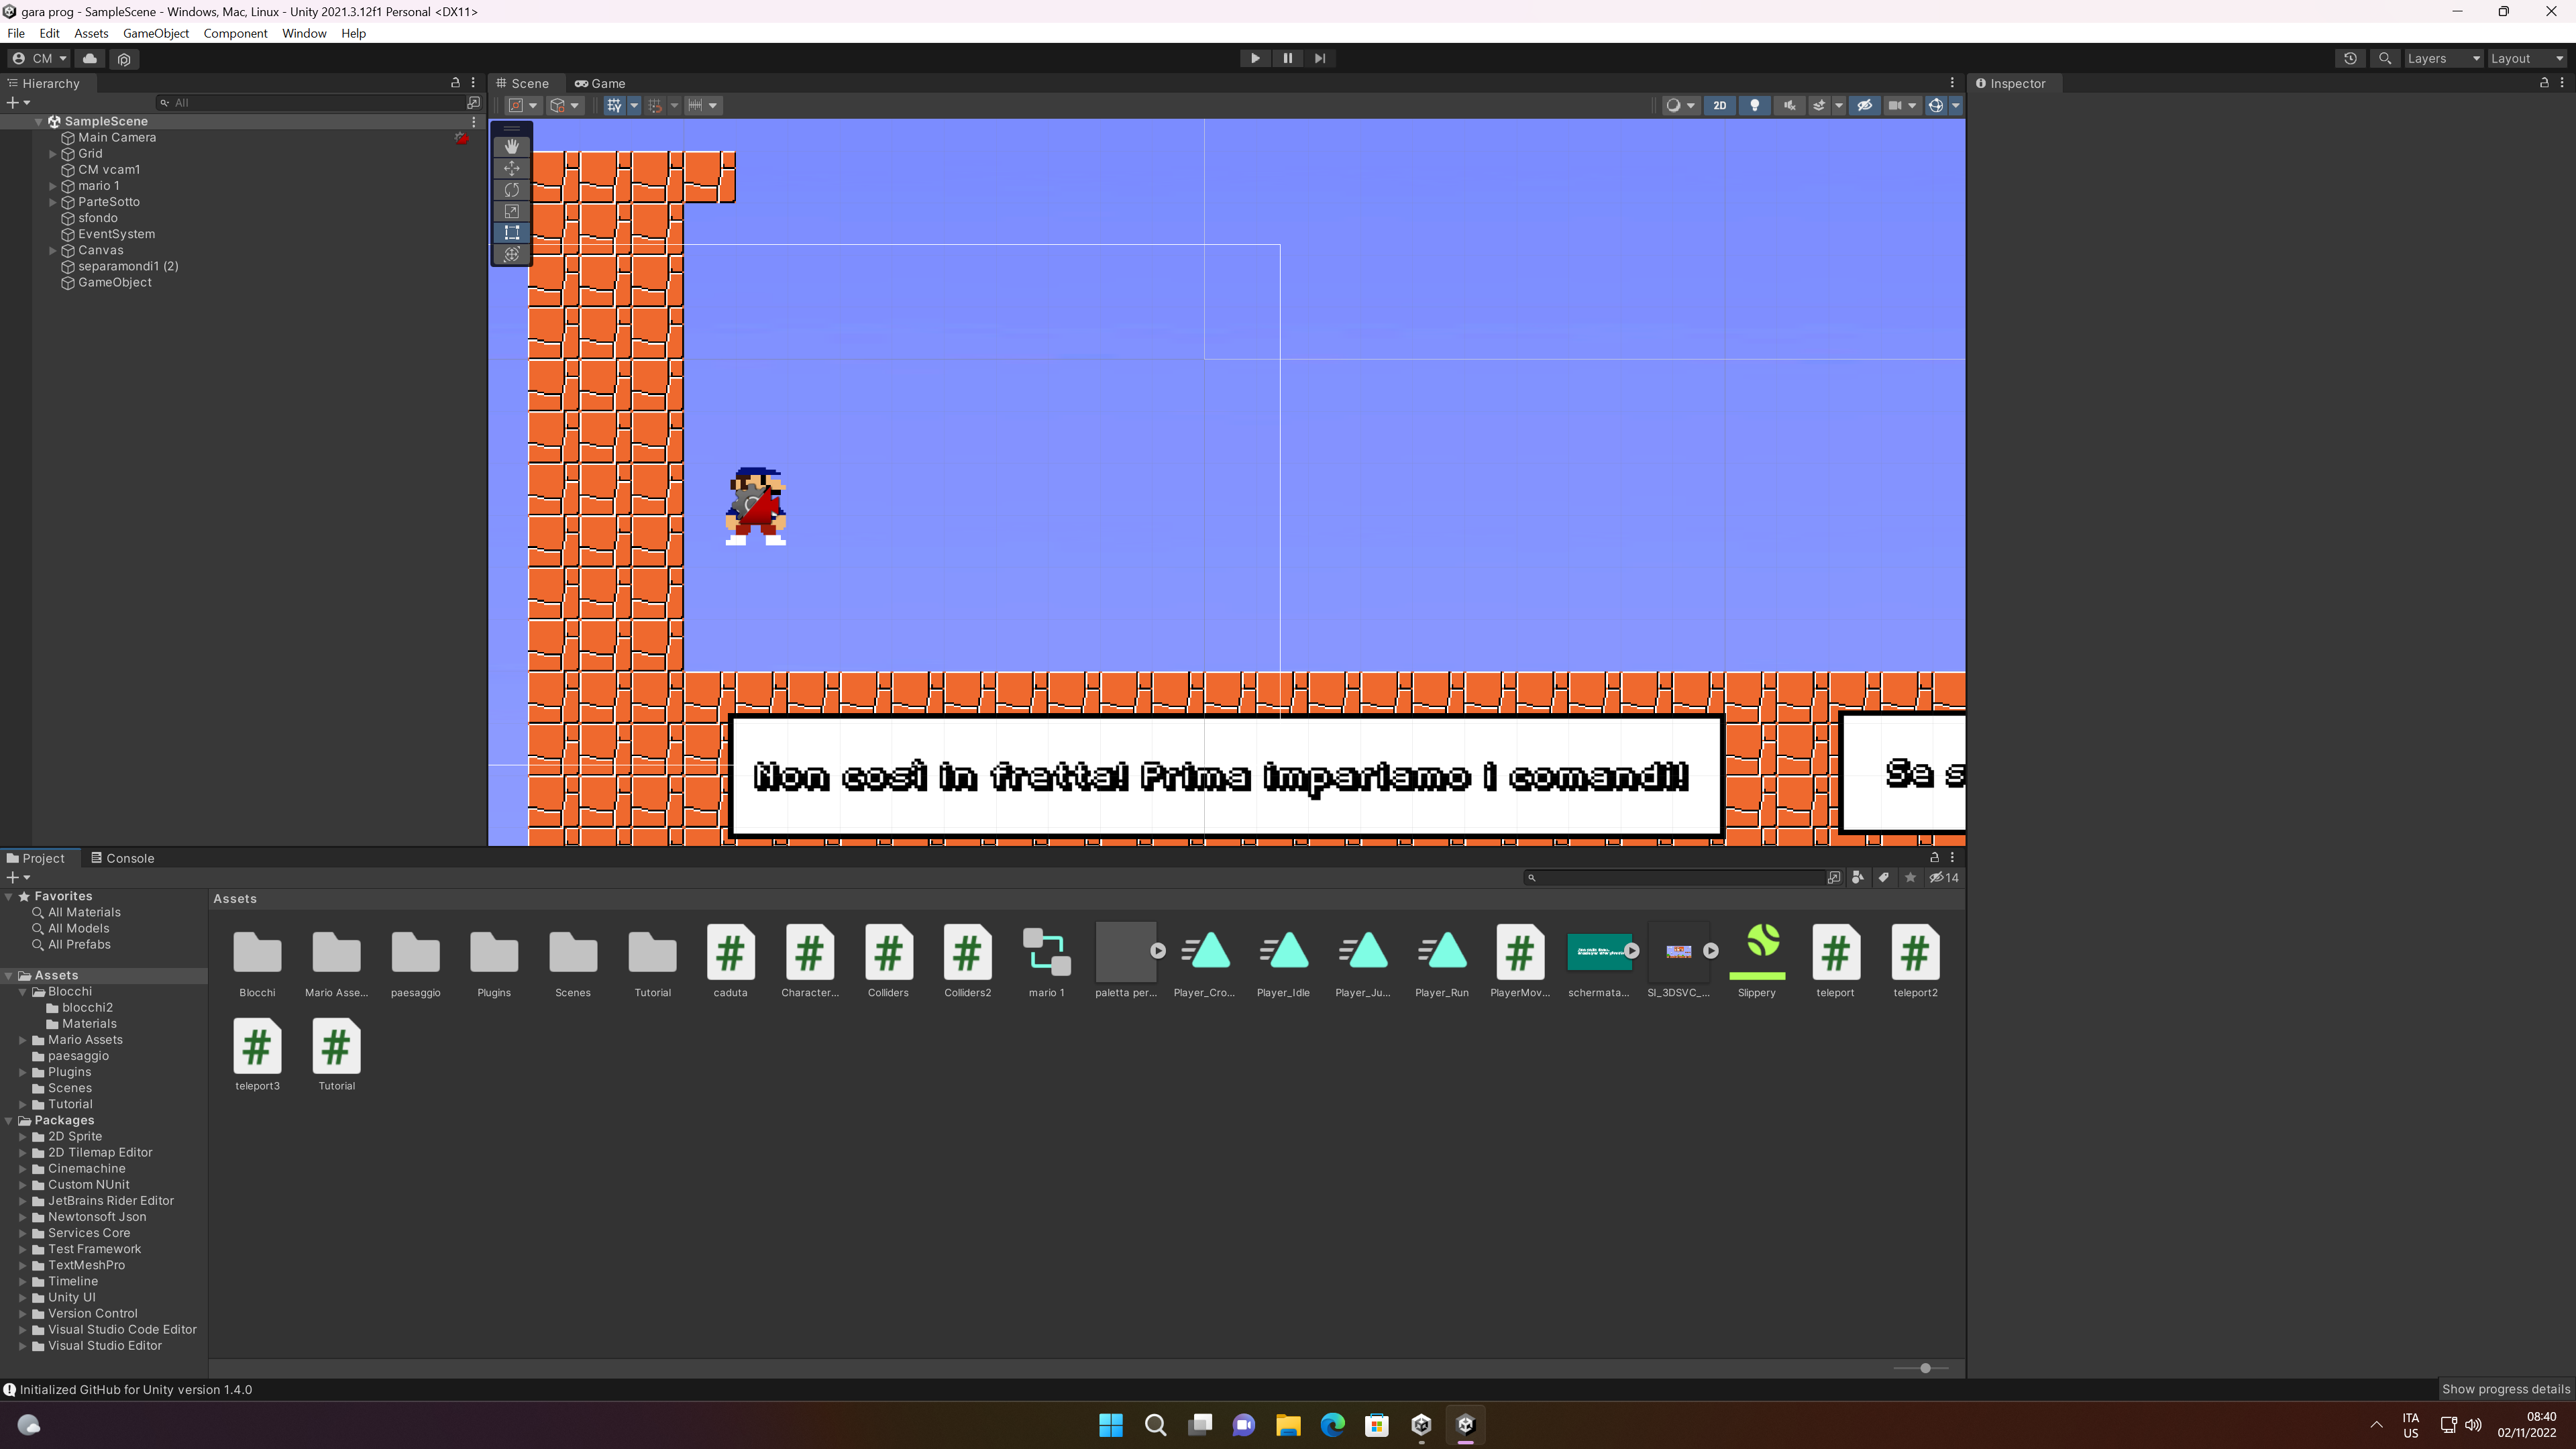 gara prog - SampleScene - Windows, Mac, Linux - Unity 2021.3.12f1 Personal <DX11>
File Edit Assets GameObject Component Window Help
CM Layers Layout
Hierarchy
All
SampleScene
Main Camera
Grid
CM vcam1
mario 1
ParteSotto
sfondo
EventSystem
Canvas
separamondi1 (2)
GameObject
Scene Game
2D
Non così in fretta! Prima impariamo i comandi!
Se s
Inspector
Project Console
14
Favorites
All Materials
All Models
All Prefabs
Assets
Blocchi
blocchi2
Materials
Mario Assets
paesaggio
Plugins
Scenes
Tutorial
Packages
2D Sprite
2D Tilemap Editor
Cinemachine
Custom NUnit
JetBrains Rider Editor
Newtonsoft Json
Services Core
Test Framework
TextMeshPro
Timeline
Unity UI
Version Control
Visual Studio Code Editor
Visual Studio Editor
Assets
Blocchi Mario Asse... paesaggio Plugins Scenes Tutorial caduta Character... Colliders Colliders2 mario 1 paletta per... Player_Cro... Player_Idle Player_Ju... Player_Run PlayerMov... schermata... SI_3DSVC_... Slippery teleport teleport2
teleport3 Tutorial
Initialized GitHub for Unity version 1.4.0
Show progress details
ITA
US
08:40
02/11/2022